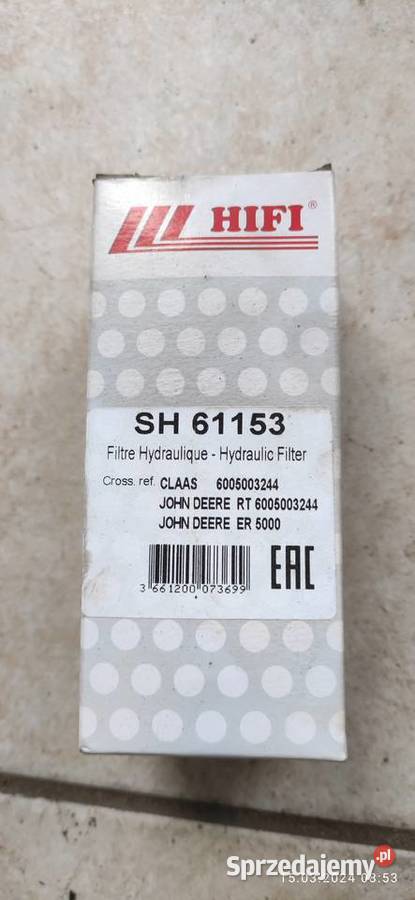 HIFI®
SH 61153
Filtre Hydraulique - Hydraulic Filter
Cross. ref. CLAAS 6005003244
JOHN DEERE RT 6005003244
JOHN DEERE ER 5000
3 661200 073699
EAC
Sprzedajemy.pl
15.03.2024 03:53